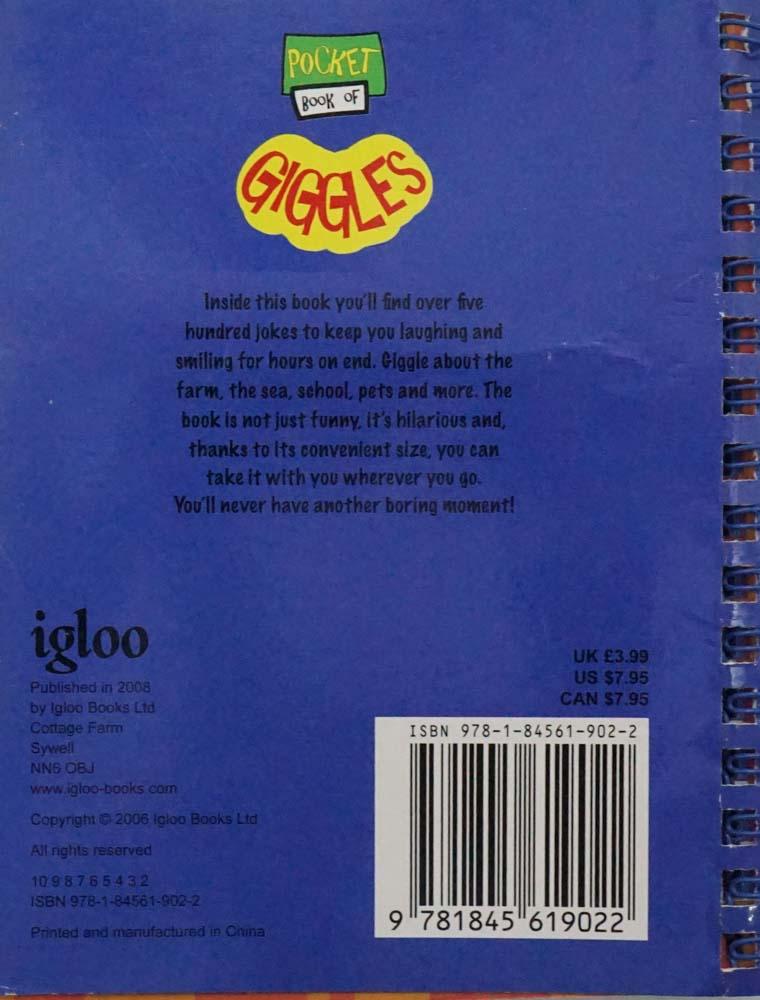 POCKET
BOOK OF
GIGGLES
Inside this book you'll find over five
hundred jokes to keep you laughing and
smiling for hours on end. Giggle about the
farm, the sea, school, pets and more. The
book is not just funny, it's hilarious and,
thanks to its convenient size, you can
take it with you wherever you go.
You'll never have another boring moment!
igloo
Published in 2008
by Igloo Books Ltd
Cottage Farm
Sywell
NN6 OBJ
www.igloo-books.com
Copyright © 2006 Igloo Books Ltd
All rights reserved
10 9 8 7 6 5 4 3 2
ISBN 978-1-84561-902-2
Printed and manufactured in China
UK £3.99
US $7.95
CAN $7.95
ISBN 978-1-84561-902-2
9 781845 619022